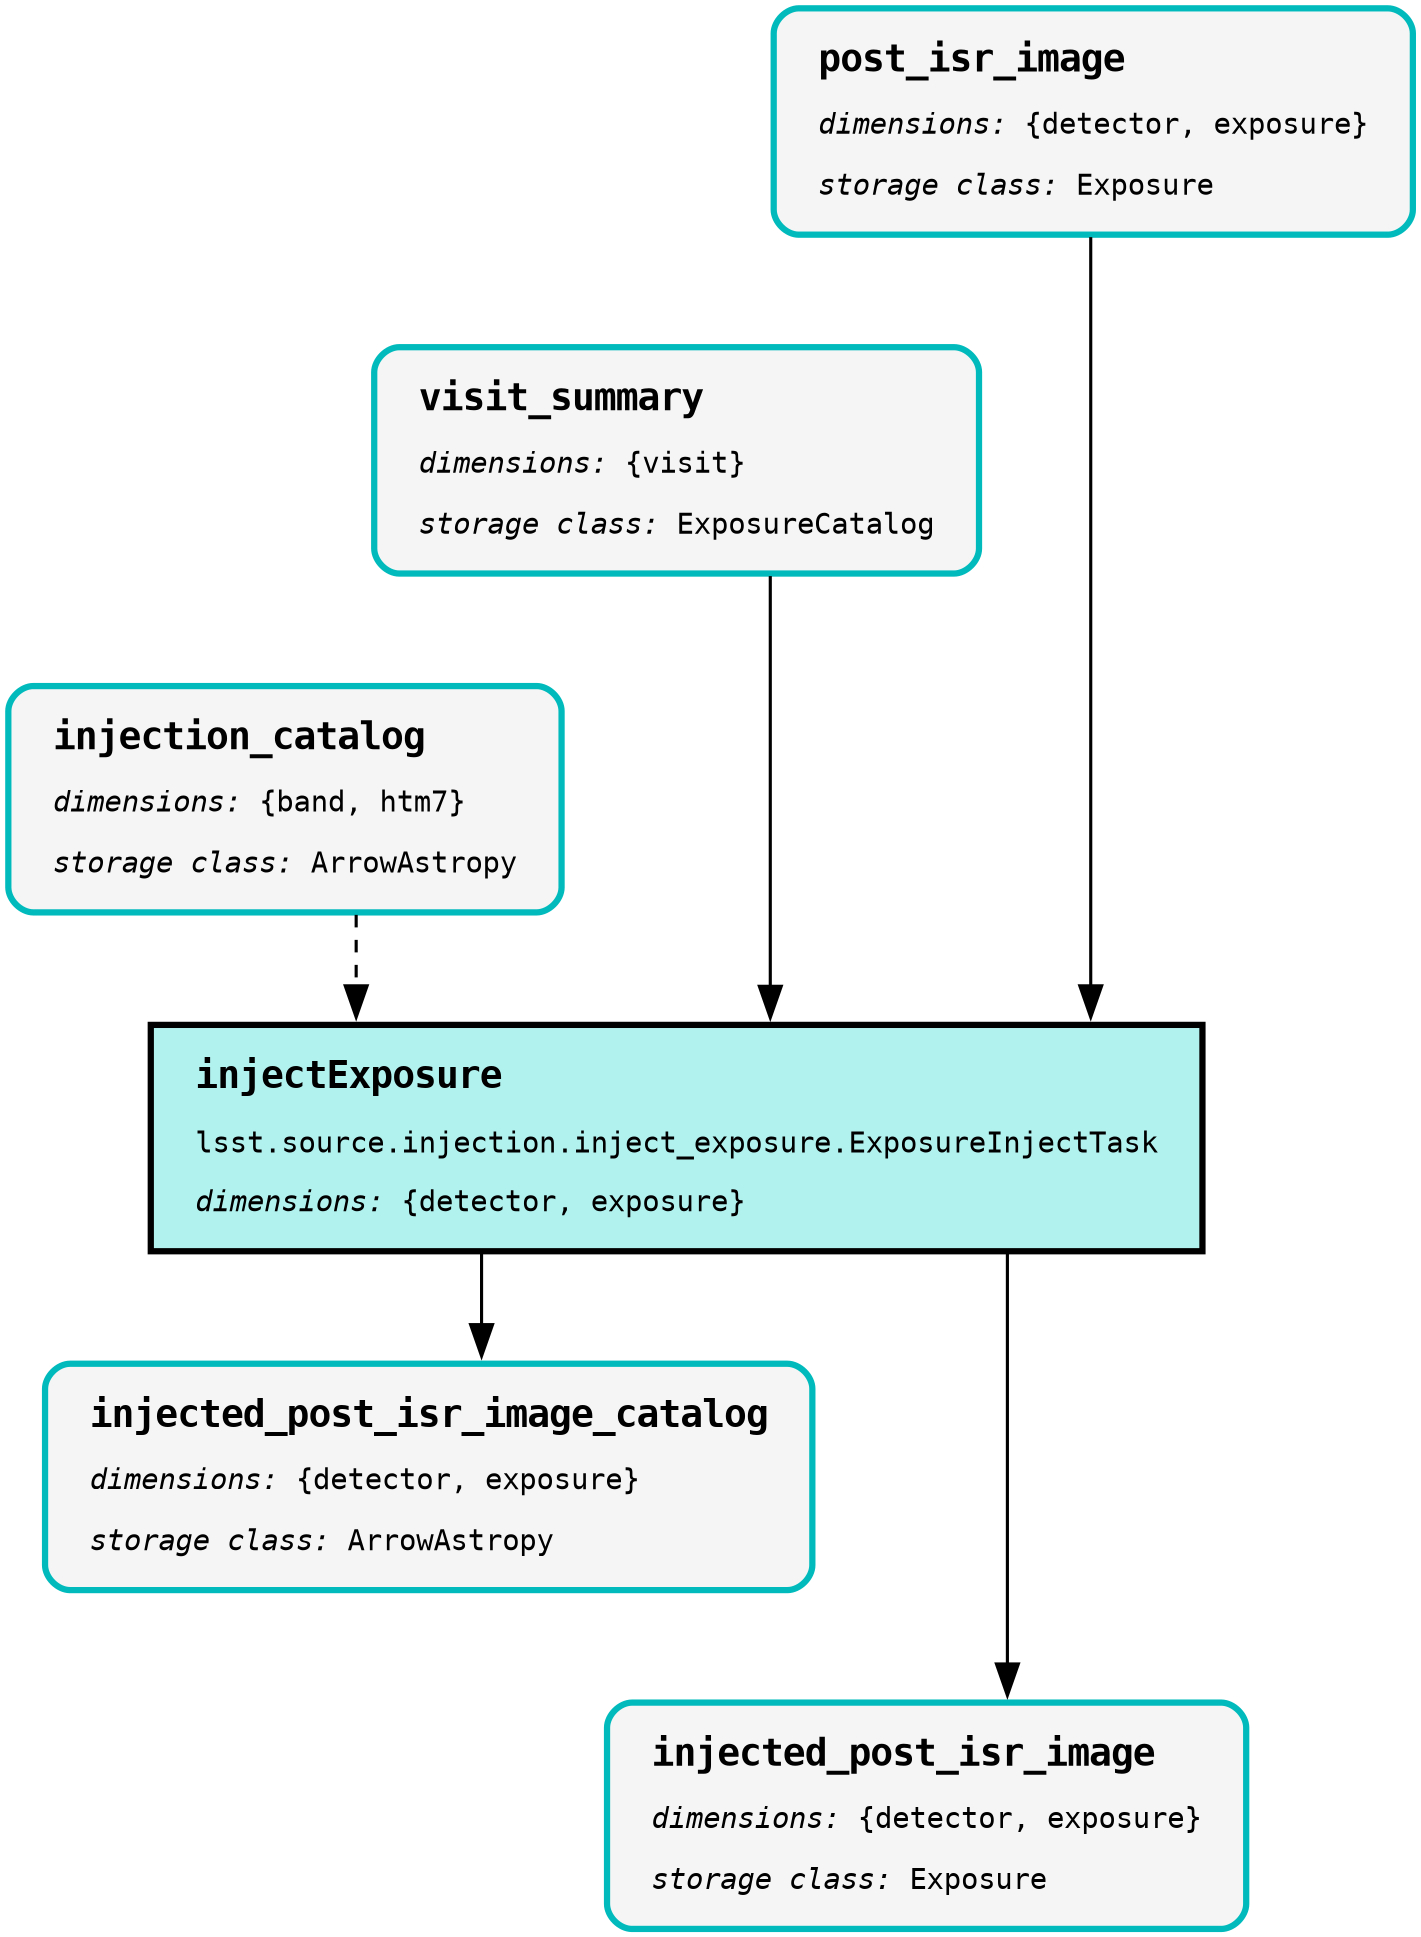 post_isr_image
dimensions: {detector, exposure}
storage class: Exposure
visit_summary
dimensions: {visit}
storage class: ExposureCatalog
injection_catalog
dimensions: {band, htm7}
storage class: ArrowAstropy
injectExposure
lsst.source.injection.inject_exposure.ExposureInjectTask
dimensions: {detector, exposure}
injected_post_isr_image_catalog
dimensions: {detector, exposure}
storage class: ArrowAstropy
injected_post_isr_image
dimensions: {detector, exposure}
storage class: Exposure